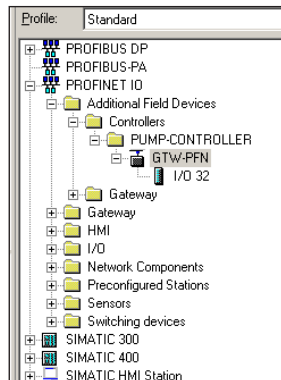 Profile: Standard
PROFIBUS DP
PROFIBUS-PA
PROFINET IO
Additional Field Devices
Controllers
PUMP-CONTROLLER
GTW-PFN
I/O 32
Gateway
Gateway
HMI
I/O
Network Components
Preconfigured Stations
Sensors
Switching devices
SIMATIC 300
SIMATIC 400
SIMATIC HMI Station